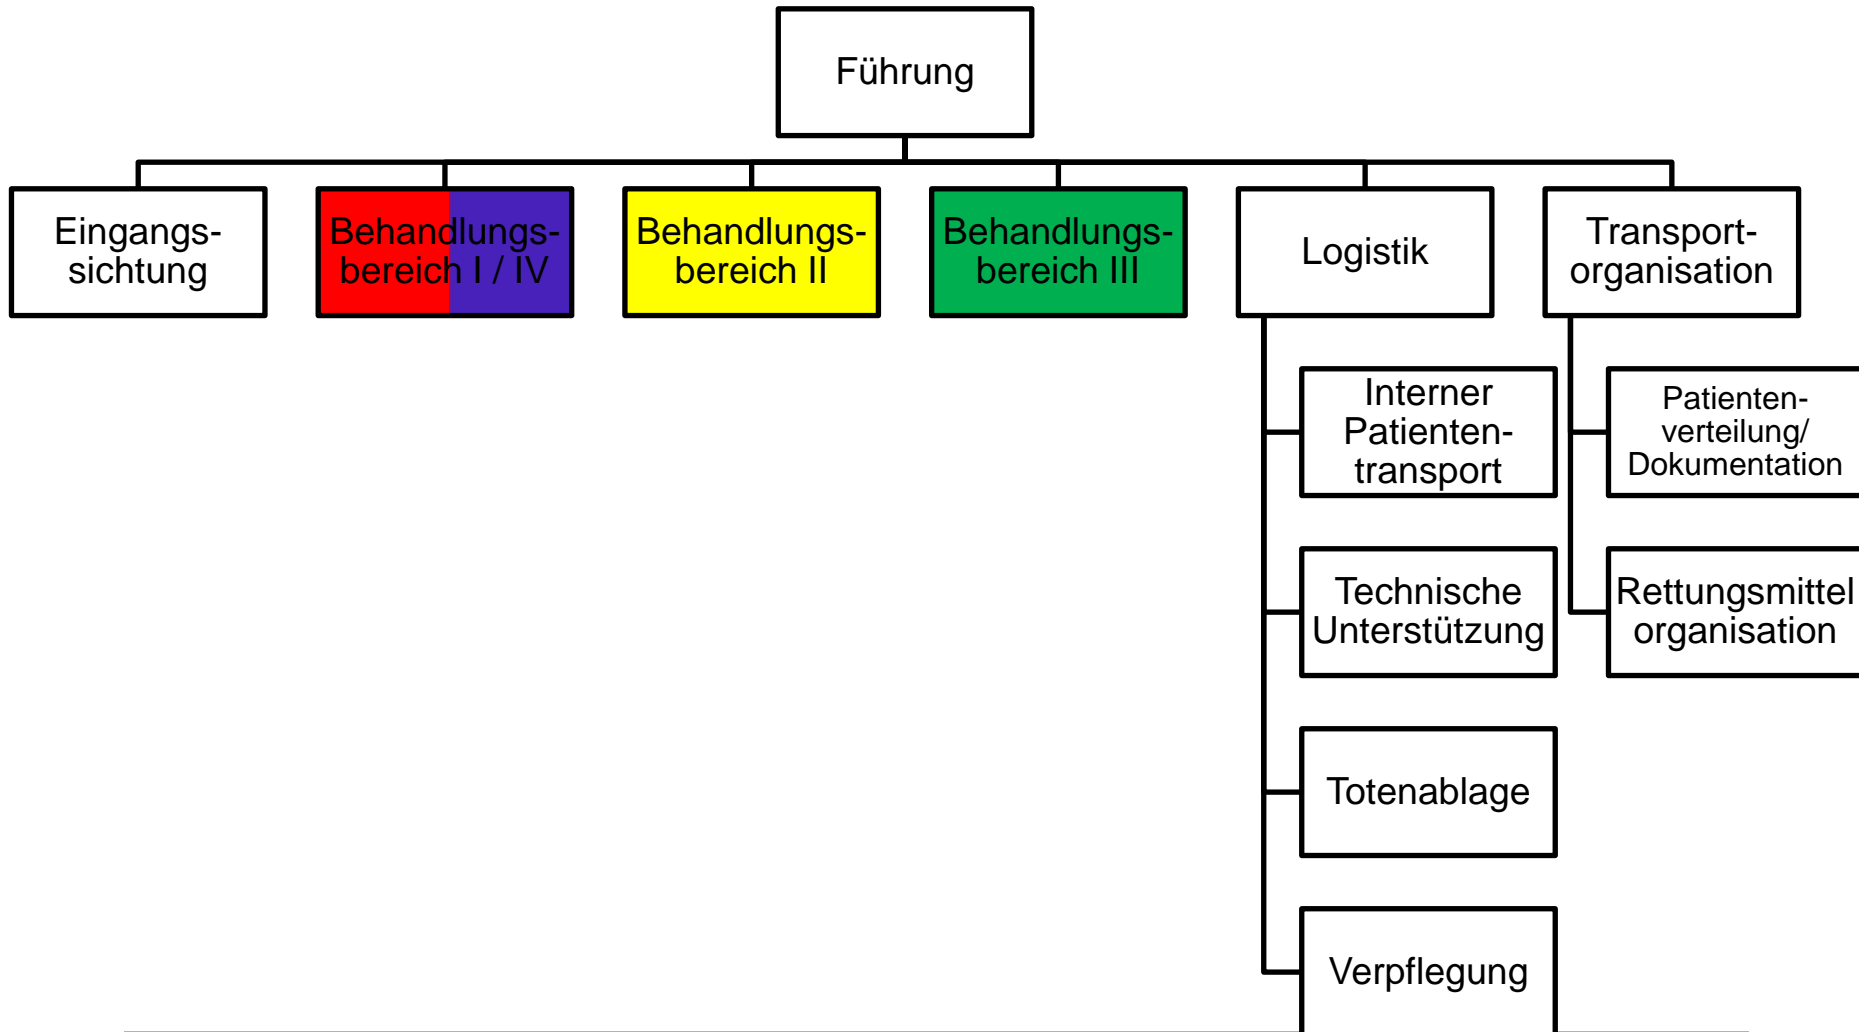 Führung
Eingangs-
sichtung
Behandlungs-
bereich I / IV
Behandlungs-
bereich II
Behandlungs-
bereich III
Logistik
Transport-
organisation
Interner
Patienten-
transport
Patienten-
verteilung/
Dokumentation
Technische
Unterstützung
Rettungsmittel
organisation
Totenablage
Verpflegung